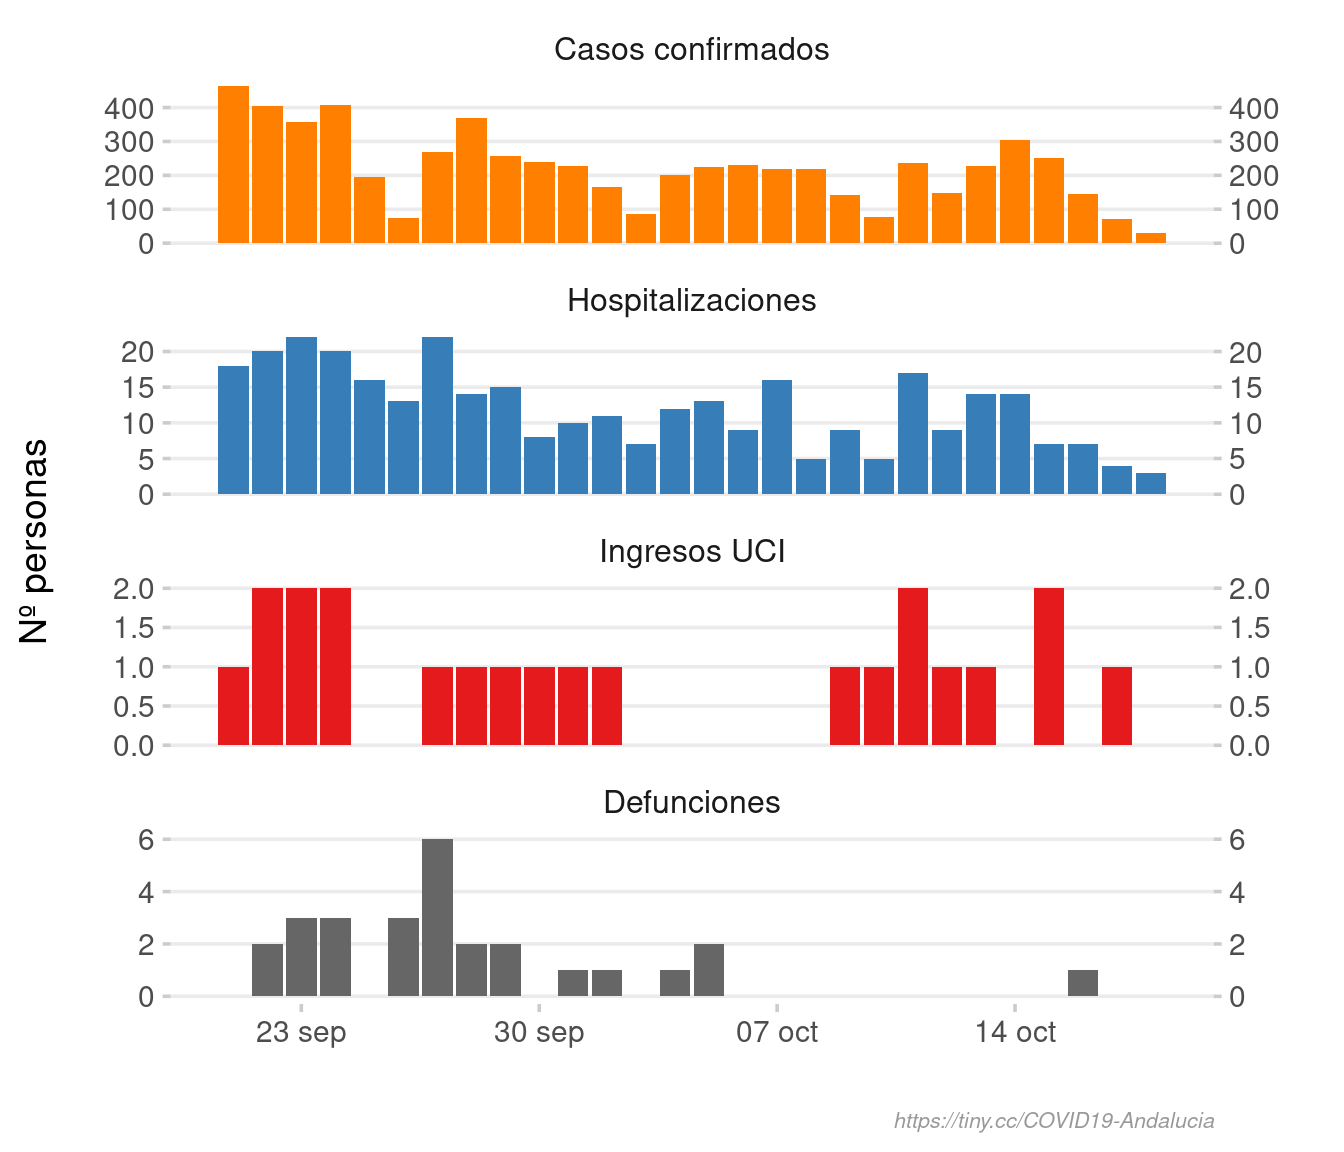 Casos confirmados
400 400
300 300
200 200
100 100
0 0
Hospitalizaciones
20 20
15 15
10 10
5 5
0 0
Nº personas
Ingresos UCI
2.0 2.0
1.5 1.5
1.0 1.0
0.5 0.5
0.0 0.0
Defunciones
6 6
4 4
2 2
0 0
23 sep 30 sep 07 oct 14 oct
https://tiny.cc/COVID19-Andalucia